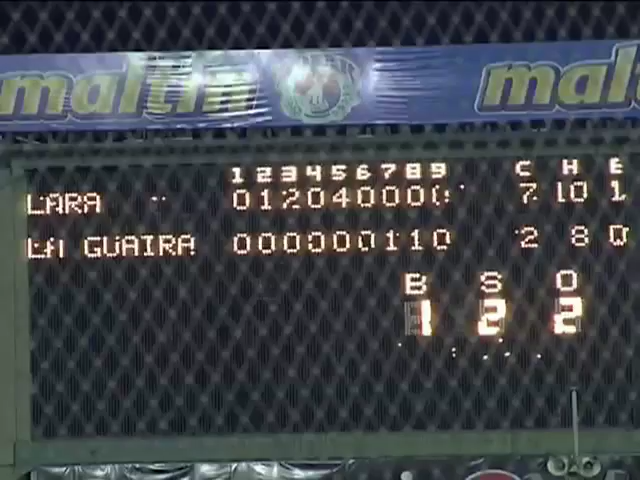 maltin mal
1 2 3 4 5 6 7 8 9 C H E
LARA 0 1 2 0 4 0 0 0 7 10 1
LA GUAIRA 0 0 0 0 0 0 1 1 0 2 8 0
B S O
1 2 2